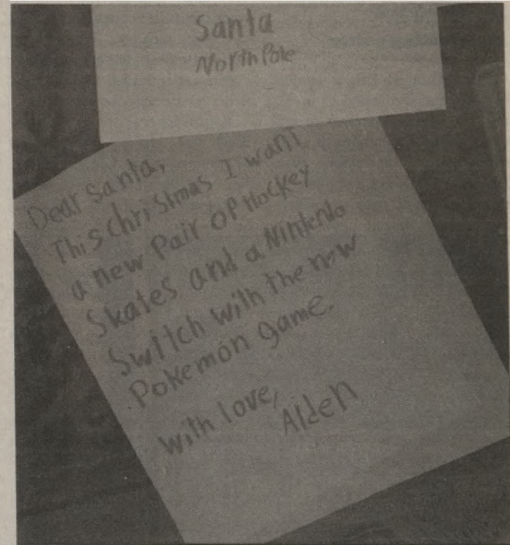 Santa
North Pole
Dear Santa,
This christmas I want
a new Pair of Hockey
Skates and a Nintendo
Switch with the new
Pokemon game.
with love,
Aiden